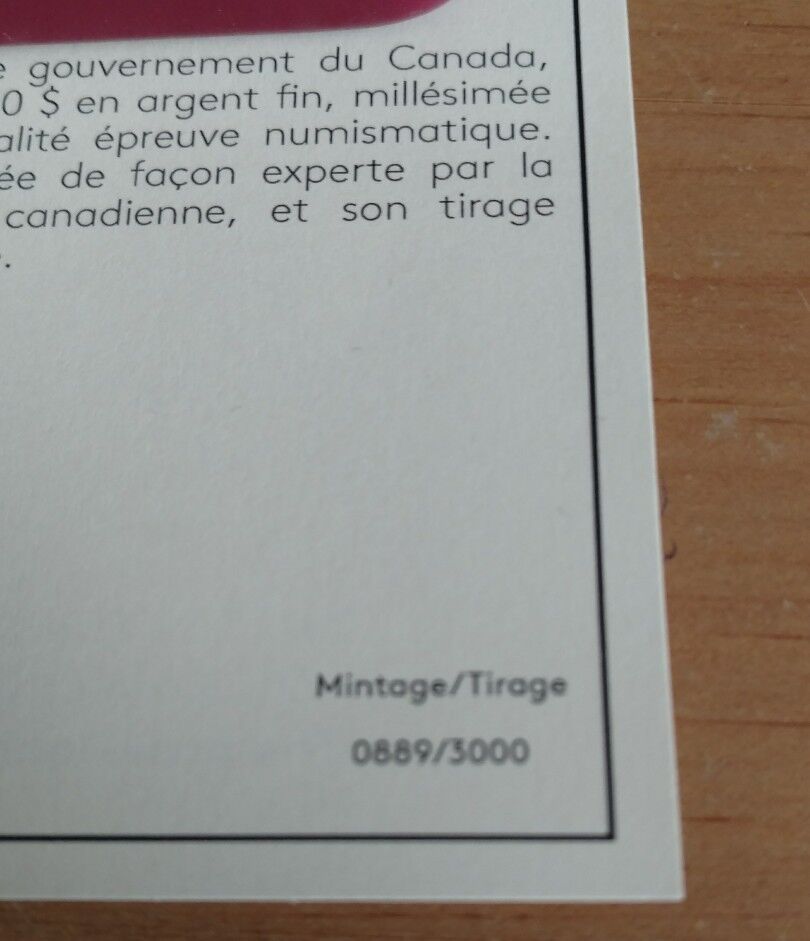 e gouvernement du Canada,
0 $ en argent fin, millésimée
alité épreuve numismatique.
ée de façon experte par la
canadienne, et son tirage
.
Mintage/Tirage
0889/3000